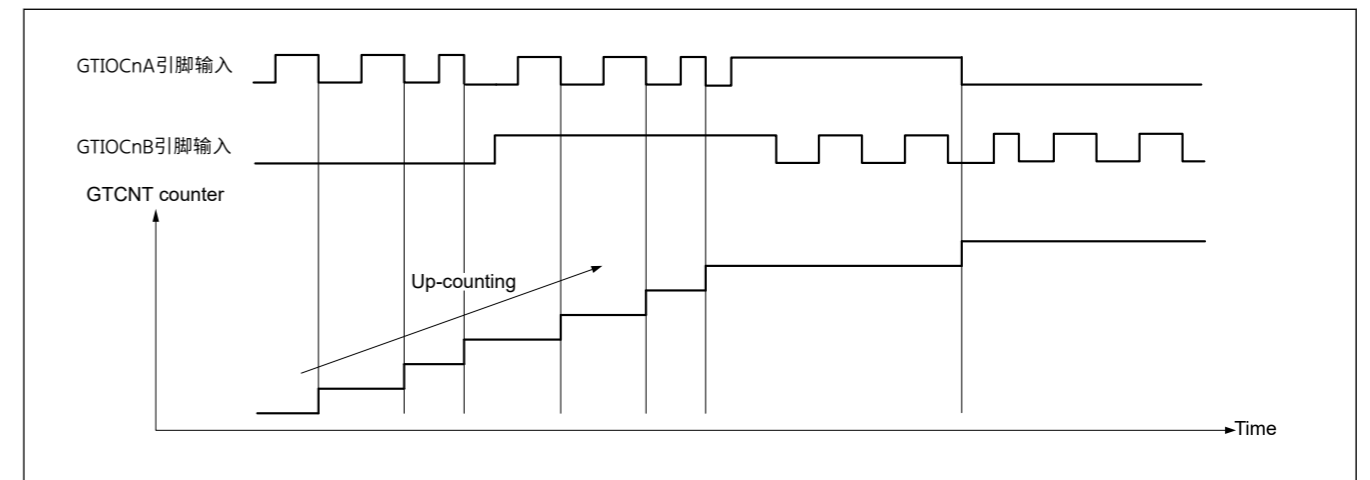 GTIOCnA引脚输入
GTIOCnB引脚输入
GTCNT counter
Up-counting
Time